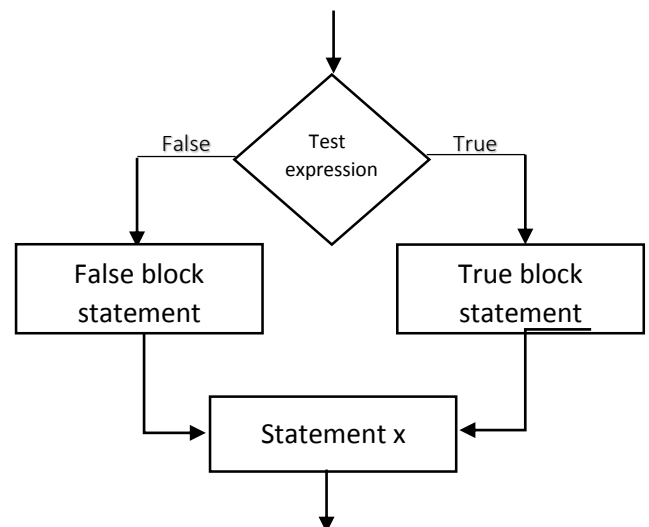 False
Test
expression
True
False block
statement
True block
statement
Statement x